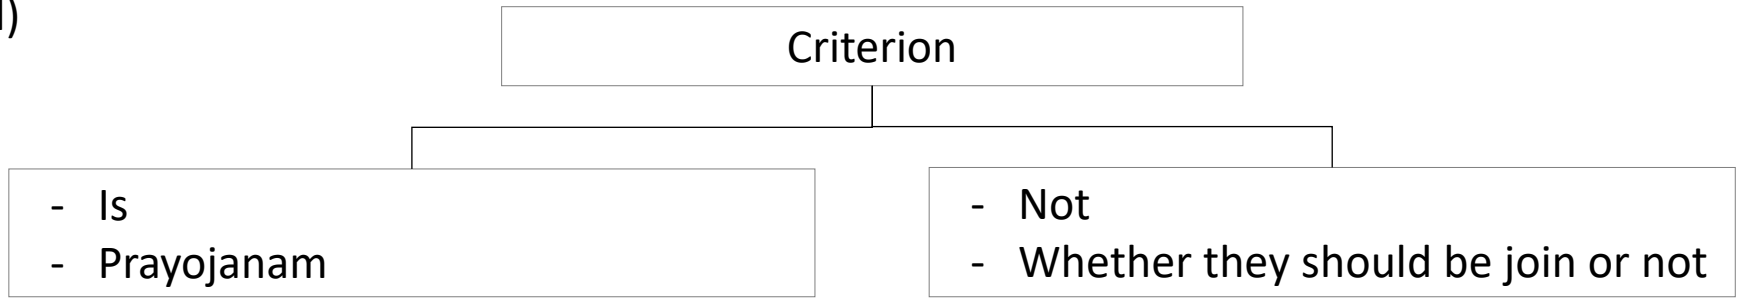 Criterion
- Is
- Prayojanam
- Not
- Whether they should be join or not